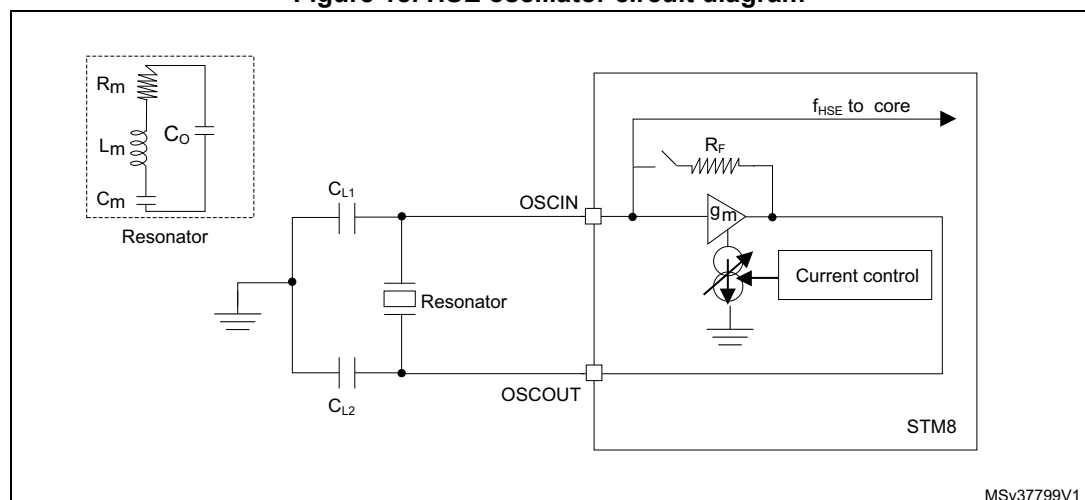 Figure HSE oscillator circuit diagram
Rm
Lm
CO
Cm
Resonator
CL1
CL2
Resonator
OSCIN
OSCOUT
fHSE to core
RF
gm
Current control
STM8
MSv37799V1